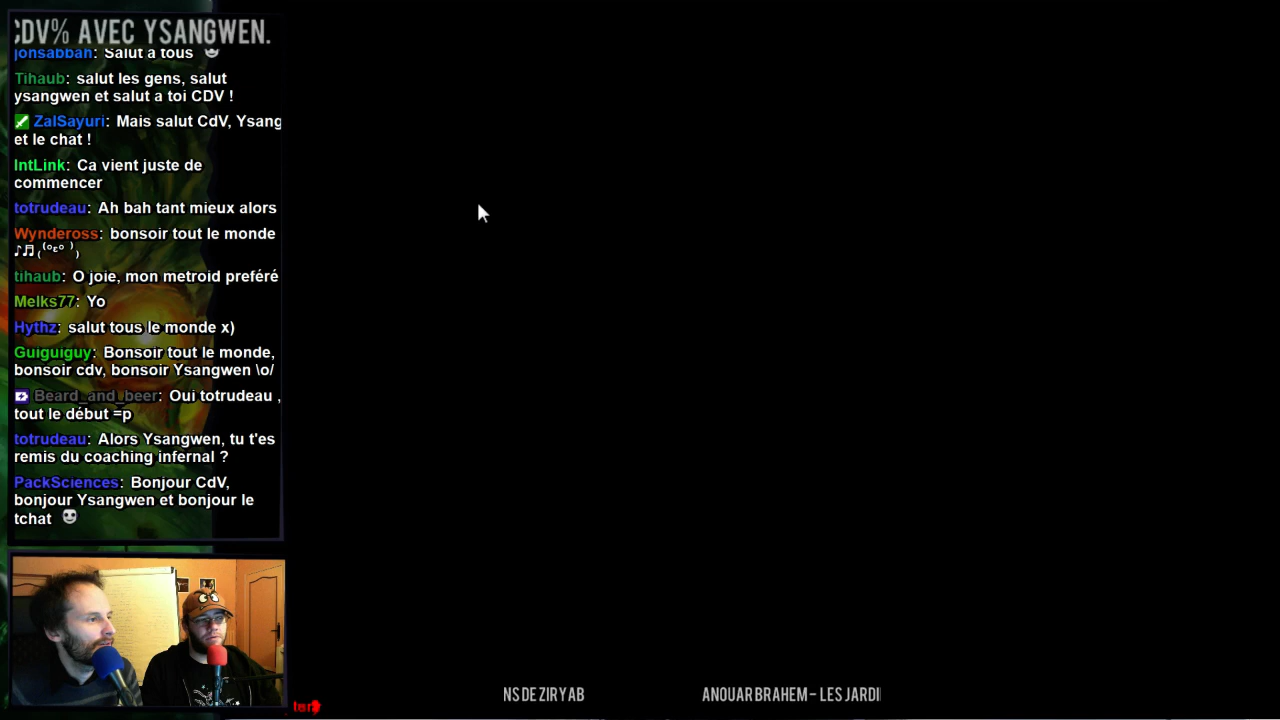 CDV% AVEC YSANGWEN.
jonsabbah: Salut a tous
Tihaub: salut les gens, salut
ysangwen et salut a toi CDV !
ZalSayuri: Mais salut CdV, Ysang
et le chat !
IntLink: Ca vient juste de
commencer
totrudeau: Ah bah tant mieux alors
Wynderoß: bonsoir tout le monde
♪♬₍⁽ºᵋº⁾₎
tihaub: O joie, mon metroid preféré
Melks77: Yo
Hythz: salut tous le monde x)
Guiguiguy: Bonsoir tout le monde,
bonsoir cdv, bonsoir Ysangwen \o/
Beard_and_beer: Oui totrudeau ,
tout le début =p
totrudeau: Alors Ysangwen, tu t'es
remis du coaching infernal ?
PackSciences: Bonjour CdV,
bonjour Ysangwen et bonjour le
tchat
NS DE ZIRYAB
ANOUAR BRAHEM - LES JARDI